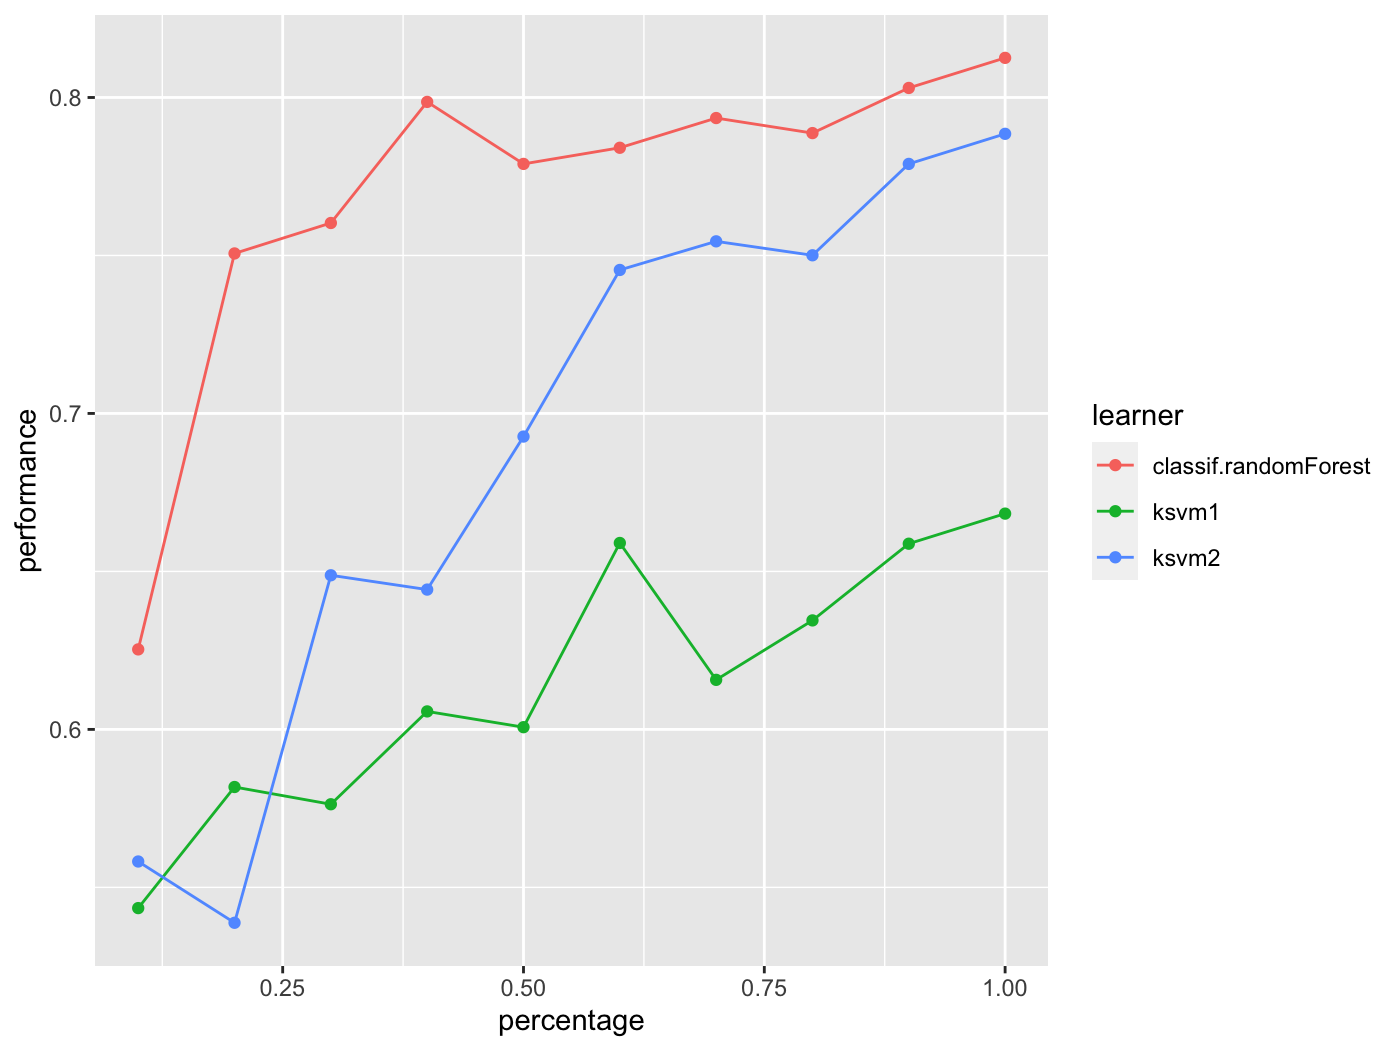 0.8
0.7
0.6
performance
0.25 0.50 0.75 1.00
percentage
learner
classif.randomForest
ksvm1
ksvm2